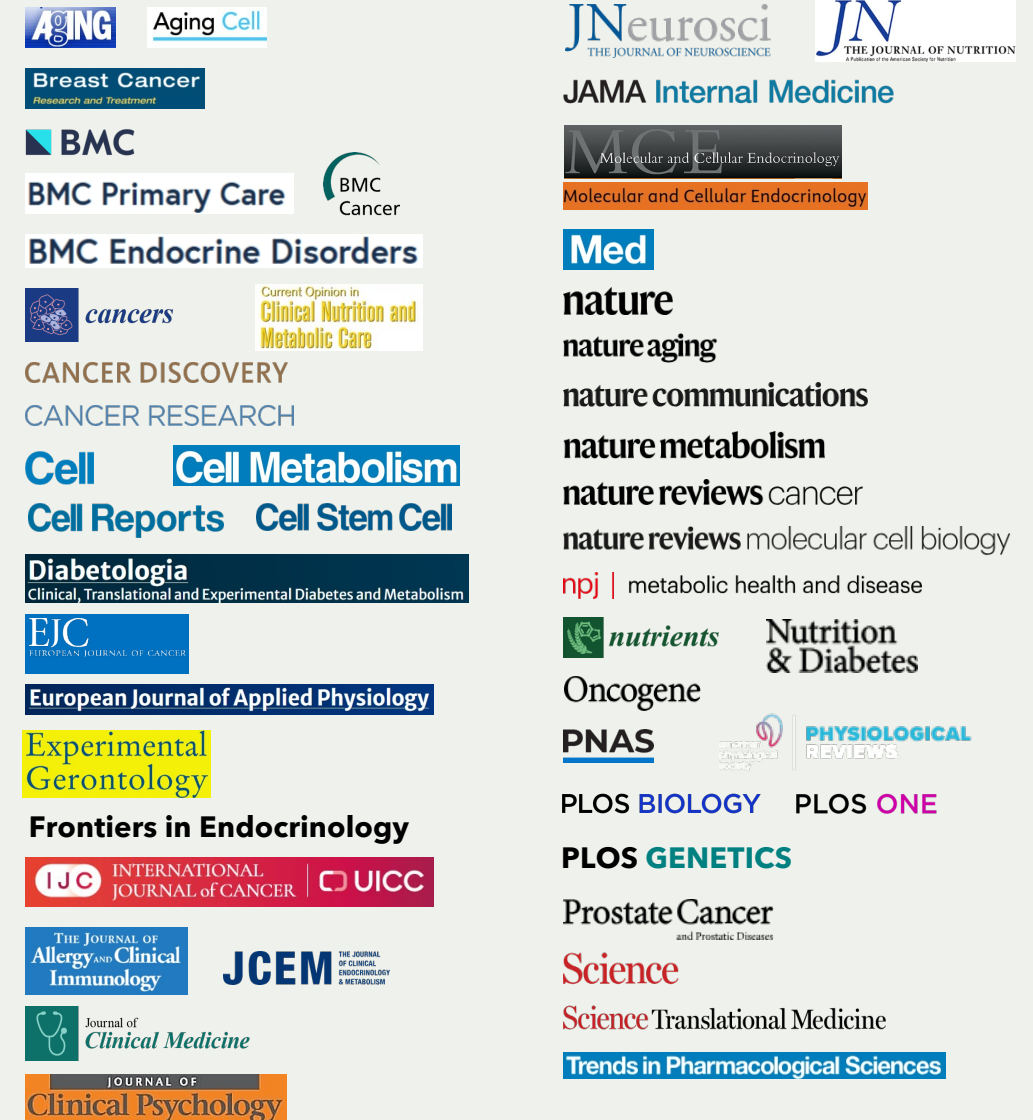 AgING
Aging Cell
Breast Cancer
Research and Treatment
BMC
BMC Primary Care
BMC
Cancer
BMC Endocrine Disorders
cancers
Current Opinion in
Clinical Nutrition and
Metabolic Care
CANCER DISCOVERY
CANCER RESEARCH
Cell
Cell Metabolism
Cell Reports
Cell Stem Cell
Diabetologia
Clinical, Translational and Experimental Diabetes and Metabolism
EJC
EUROPEAN JOURNAL OF CANCER
European Journal of Applied Physiology
Experimental
Gerontology
Frontiers in Endocrinology
IJC
INTERNATIONAL
JOURNAL of CANCER
UICC
THE JOURNAL OF
Allergy AND Clinical
Immunology
JCEM
THE JOURNAL
OF CLINICAL
ENDOCRINOLOGY
& METABOLISM
Journal of
Clinical Medicine
JOURNAL OF
Clinical Psychology
JNeurosci
THE JOURNAL OF NEUROSCIENCE
JN
THE JOURNAL OF NUTRITION
A Publication of the American Society for Nutrition
JAMA Internal Medicine
MCE
Molecular and Cellular Endocrinology
Molecular and Cellular Endocrinology
Med
nature
nature aging
nature communications
nature metabolism
nature reviews cancer
nature reviews molecular cell biology
npj | metabolic health and disease
nutrients
Nutrition
& Diabetes
Oncogene
PNAS
PHYSIOLOGICAL
REVIEWS
PLOS BIOLOGY
PLOS ONE
PLOS GENETICS
Prostate Cancer
and Prostatic Diseases
Science
Science Translational Medicine
Trends in Pharmacological Sciences